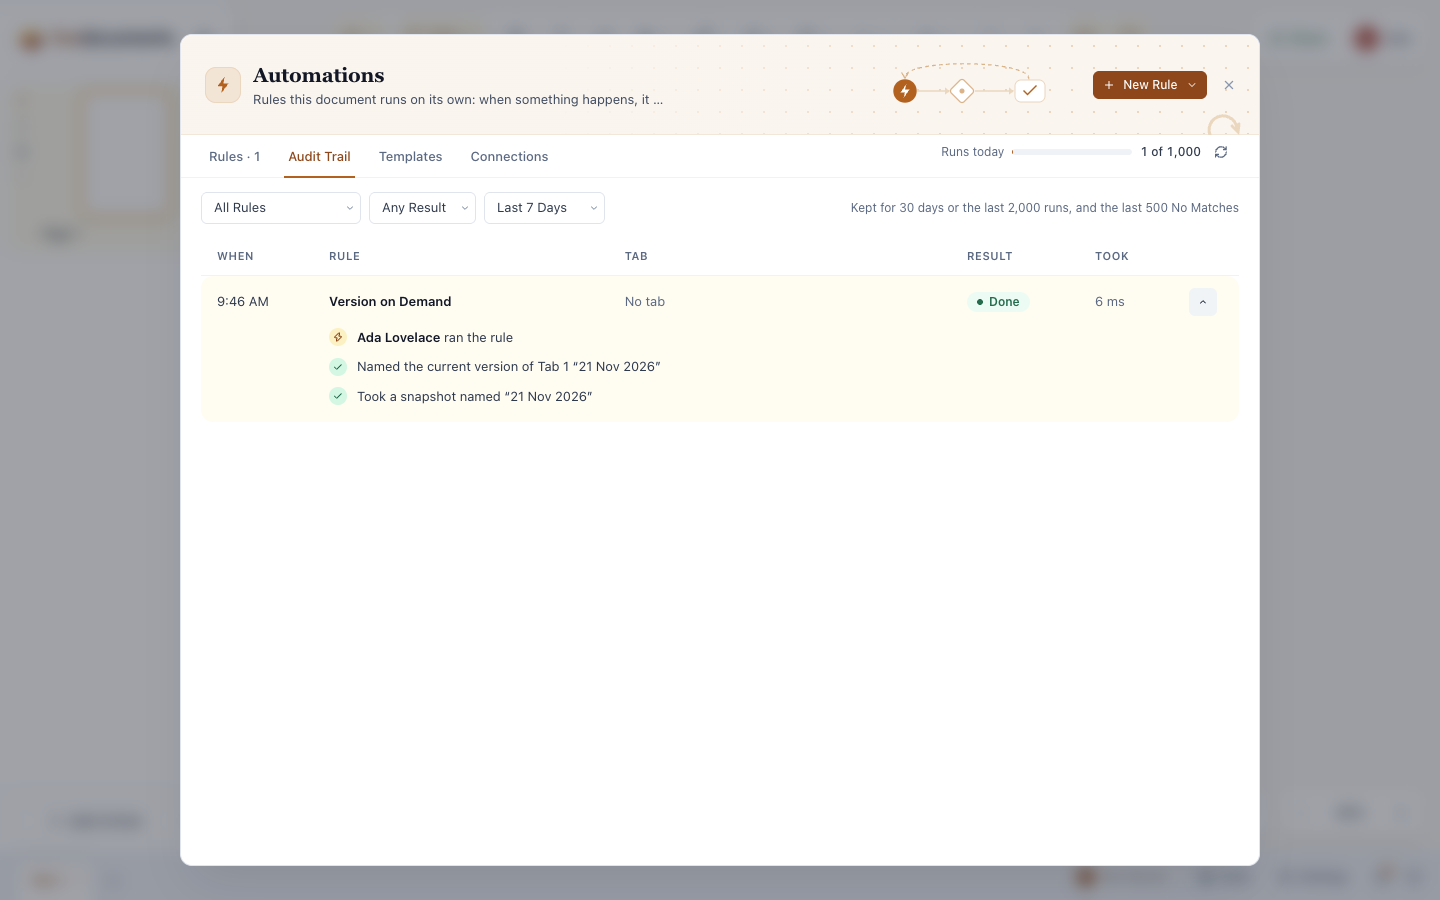 Automations
Rules this document runs on its own: when something happens, it ...
New Rule
Rules · 1
Audit Trail
Templates
Connections
Runs today
1 of 1,000
All Rules
Any Result
Last 7 Days
Kept for 30 days or the last 2,000 runs, and the last 500 No Matches
WHEN RULE TAB RESULT TOOK
9:46 AM Version on Demand No tab Done 6 ms
Ada Lovelace ran the rule
Named the current version of Tab 1 “21 Nov 2026”
Took a snapshot named “21 Nov 2026”